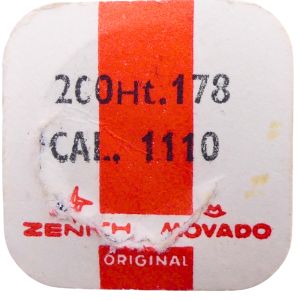 200Ht.178
CAL. 1110
ZENITH MOVADO
ORIGINAL